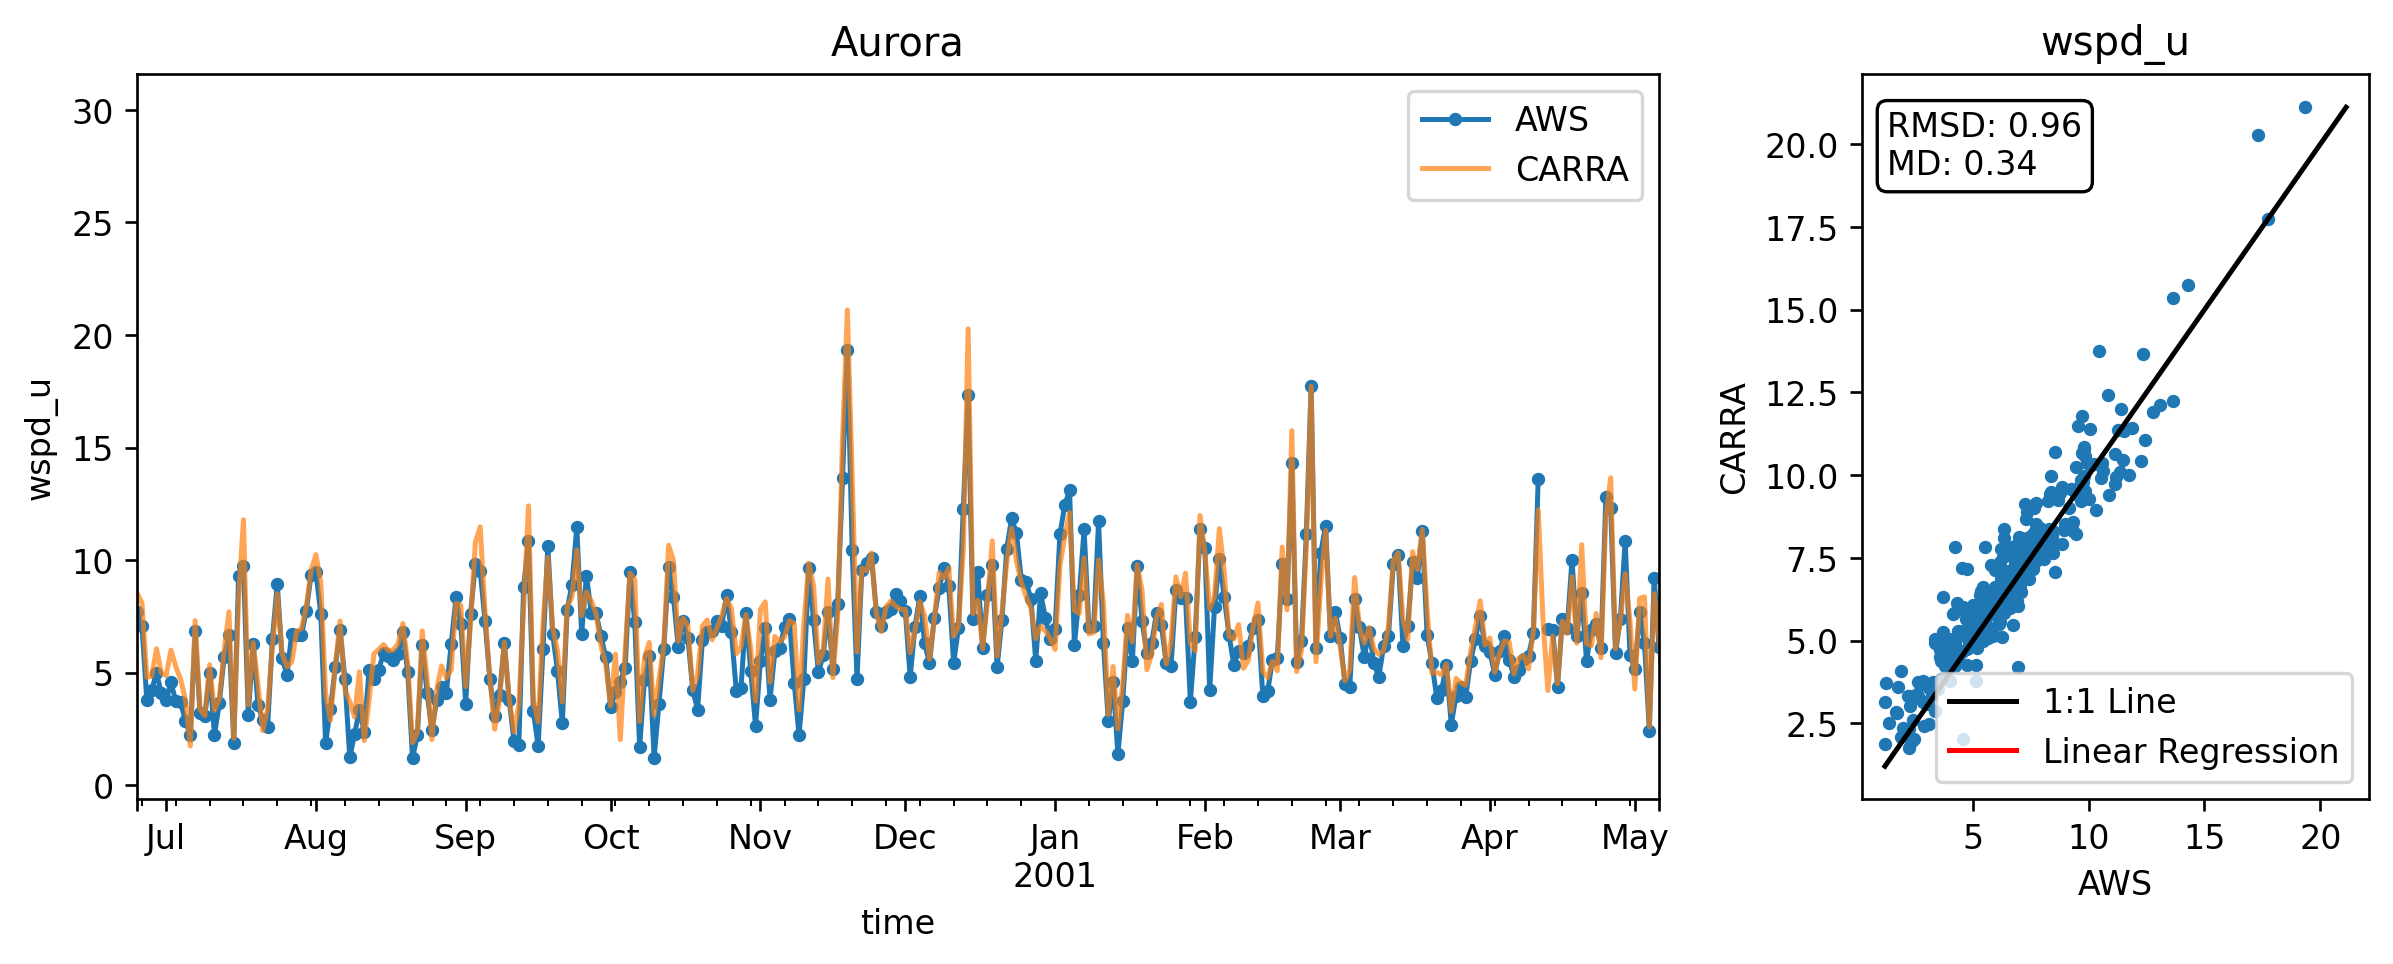 Aurora
wspd_u
30
25
20
15
10
5
0
AWS
CARRA
Jul
Aug
Sep
Oct
Nov
Dec
Jan
2001
Feb
Mar
Apr
May
time
wspd_u
CARRA
20.0
17.5
15.0
12.5
10.0
7.5
5.0
2.5
RMSD: 0.96
MD: 0.34
1:1 Line
Linear Regression
5
10
15
20
AWS